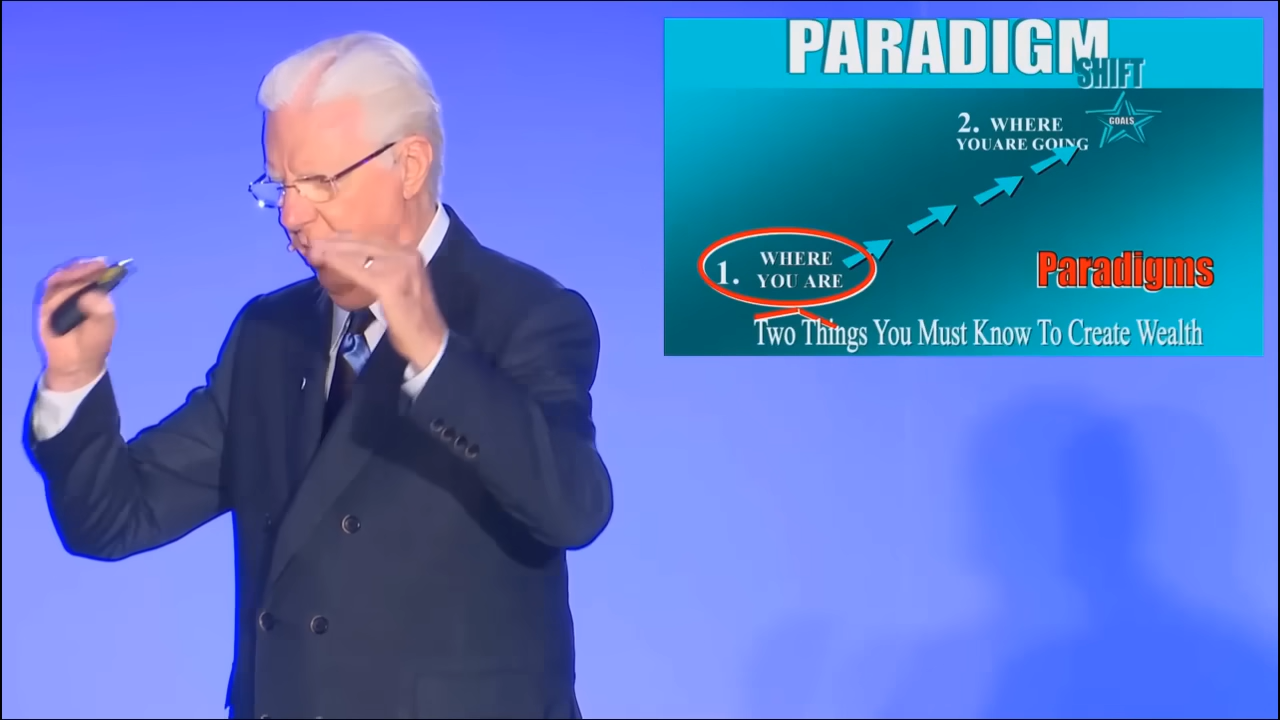 PARADIGM
SHIFT
2. WHERE
YOUARE GOING
GOALS
1. WHERE
YOU ARE
Paradigms
Two Things You Must Know To Create Wealth